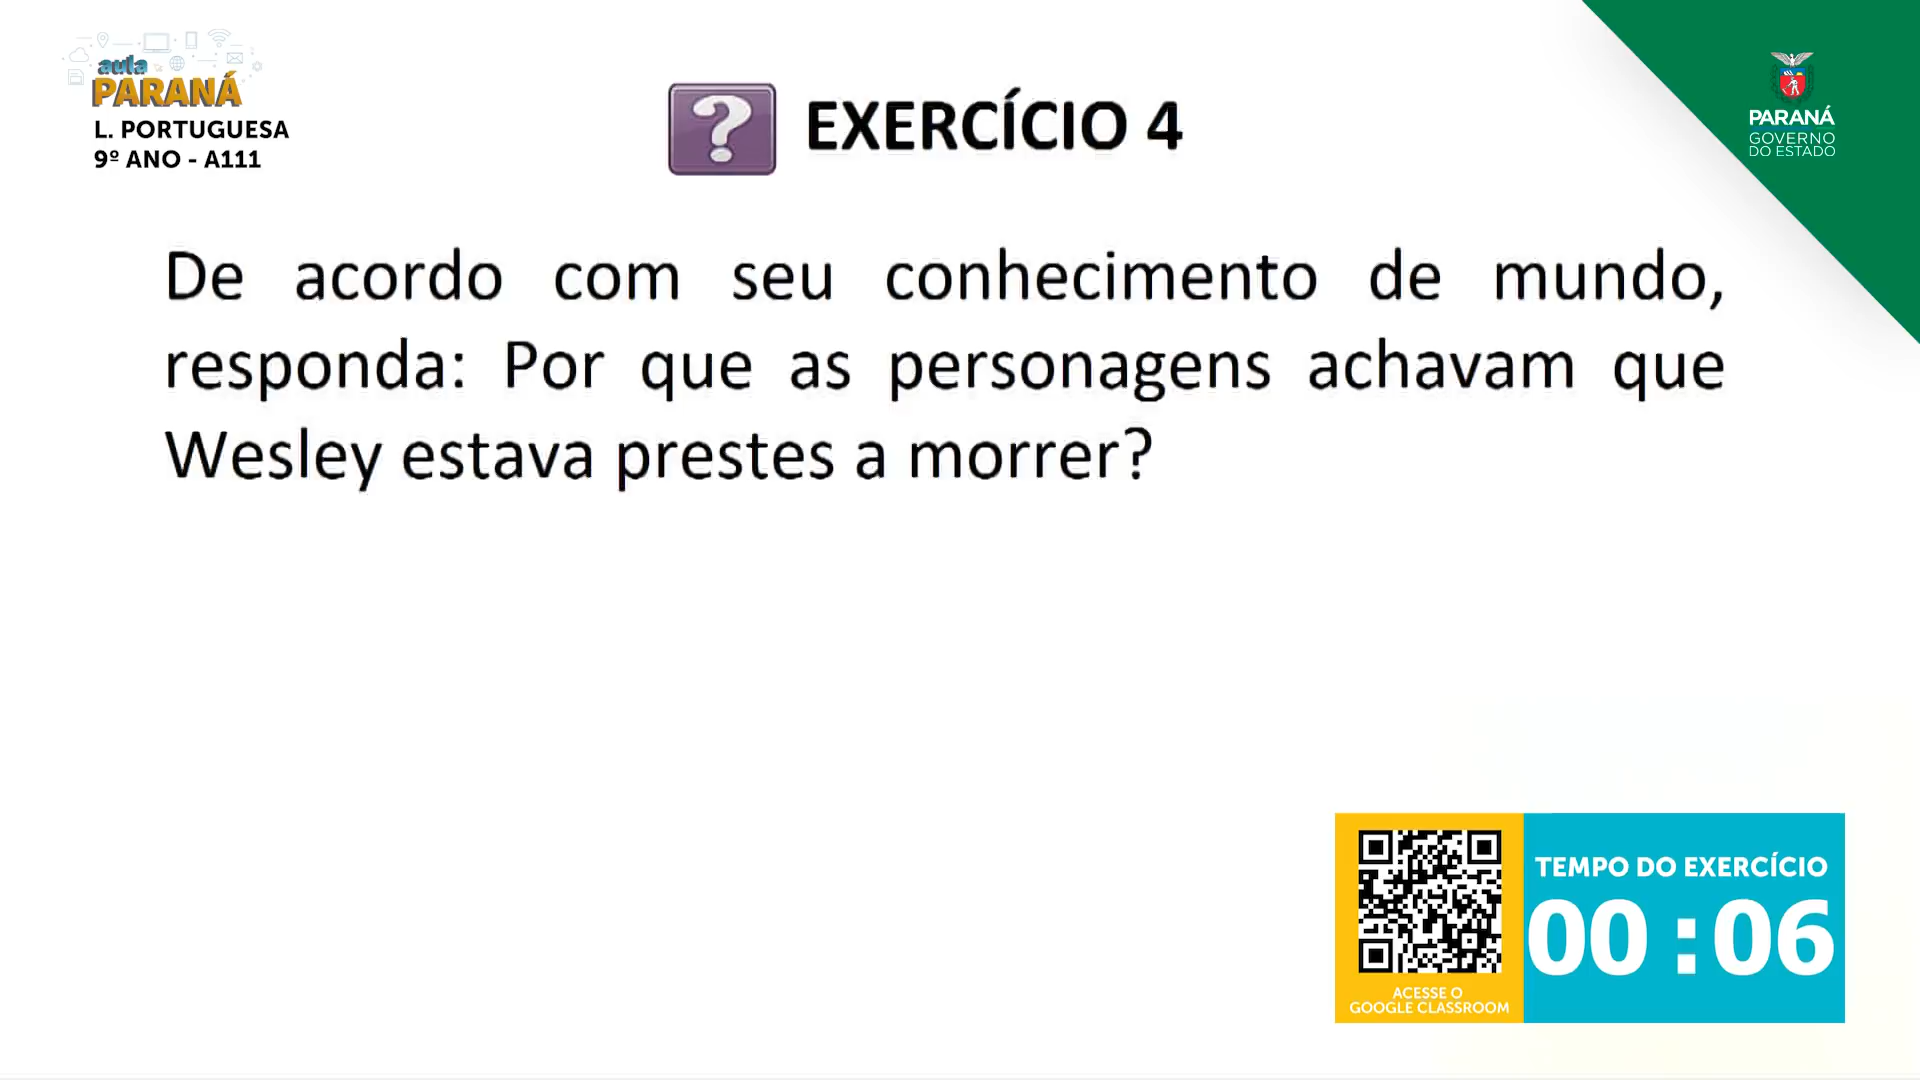 aula
PARANÁ
L. PORTUGUESA
9º ANO - A111
? EXERCÍCIO 4
PARANÁ
GOVERNO
DO ESTADO
De acordo com seu conhecimento de mundo,
responda: Por que as personagens achavam que
Wesley estava prestes a morrer?
TEMPO DO EXERCÍCIO
00:06
ACESSE O
GOOGLE CLASSROOM